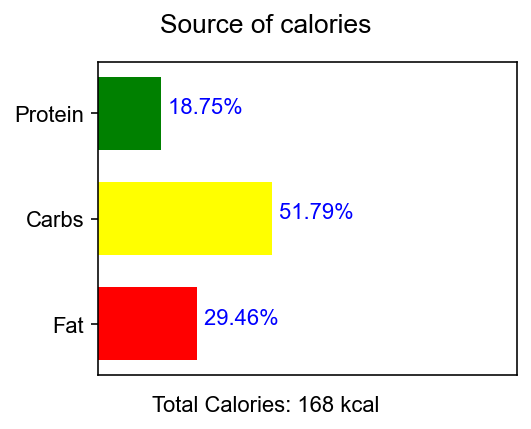 Source of calories
Protein 18.75%
Carbs 51.79%
Fat 29.46%
Total Calories: 168 kcal